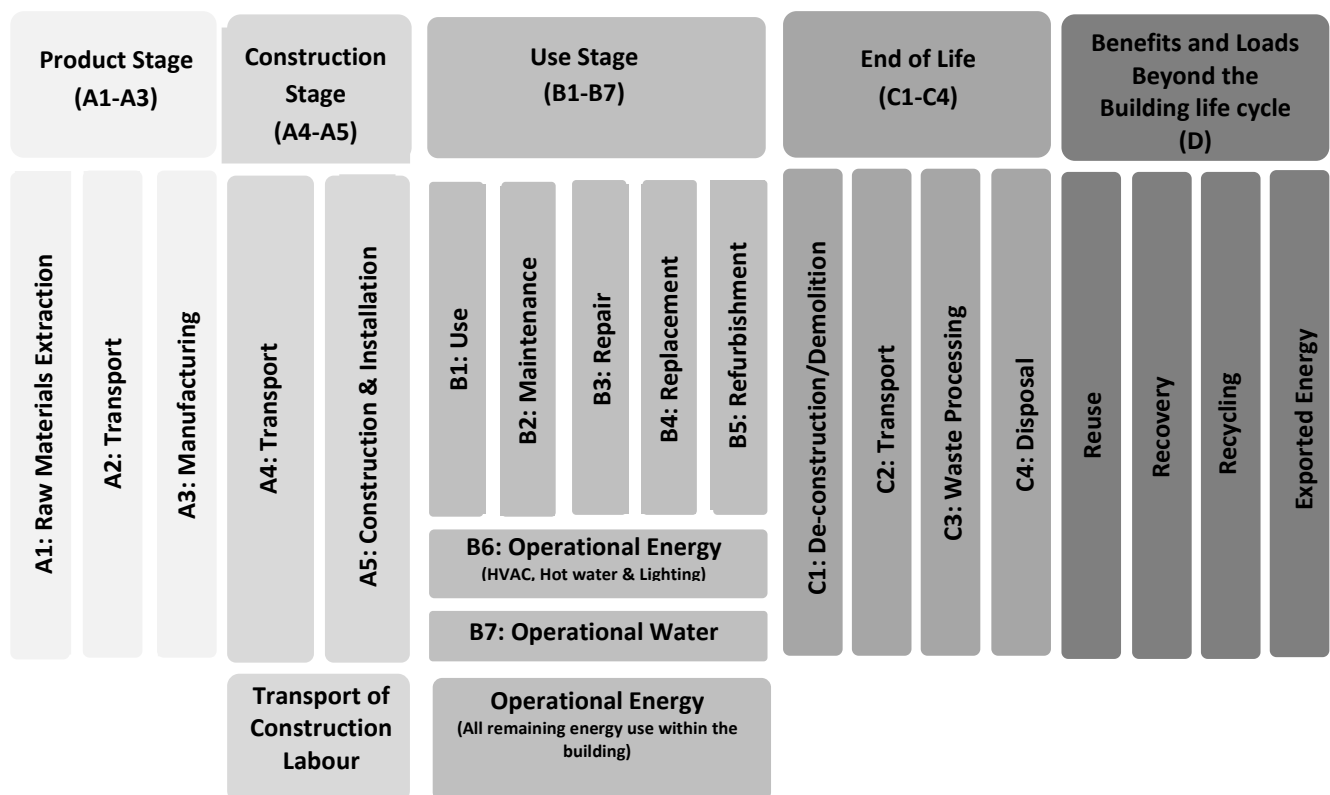 Product Stage
(A1-A3)
Construction
Stage
(A4-A5)
Use Stage
(B1-B7)
End of Life
(C1-C4)
Benefits and Loads
Beyond the
Building life cycle
(D)
A1: Raw Materials Extraction
A2: Transport
A3: Manufacturing
A4: Transport
A5: Construction & Installation
B1: Use
B2: Maintenance
B3: Repair
B4: Replacement
B5: Refurbishment
B6: Operational Energy
(HVAC, Hot water & Lighting)
B7: Operational Water
C1: De-construction/Demolition
C2: Transport
C3: Waste Processing
C4: Disposal
Reuse
Recovery
Recycling
Exported Energy
Transport of
Construction
Labour
Operational Energy
(All remaining energy use within the
building)